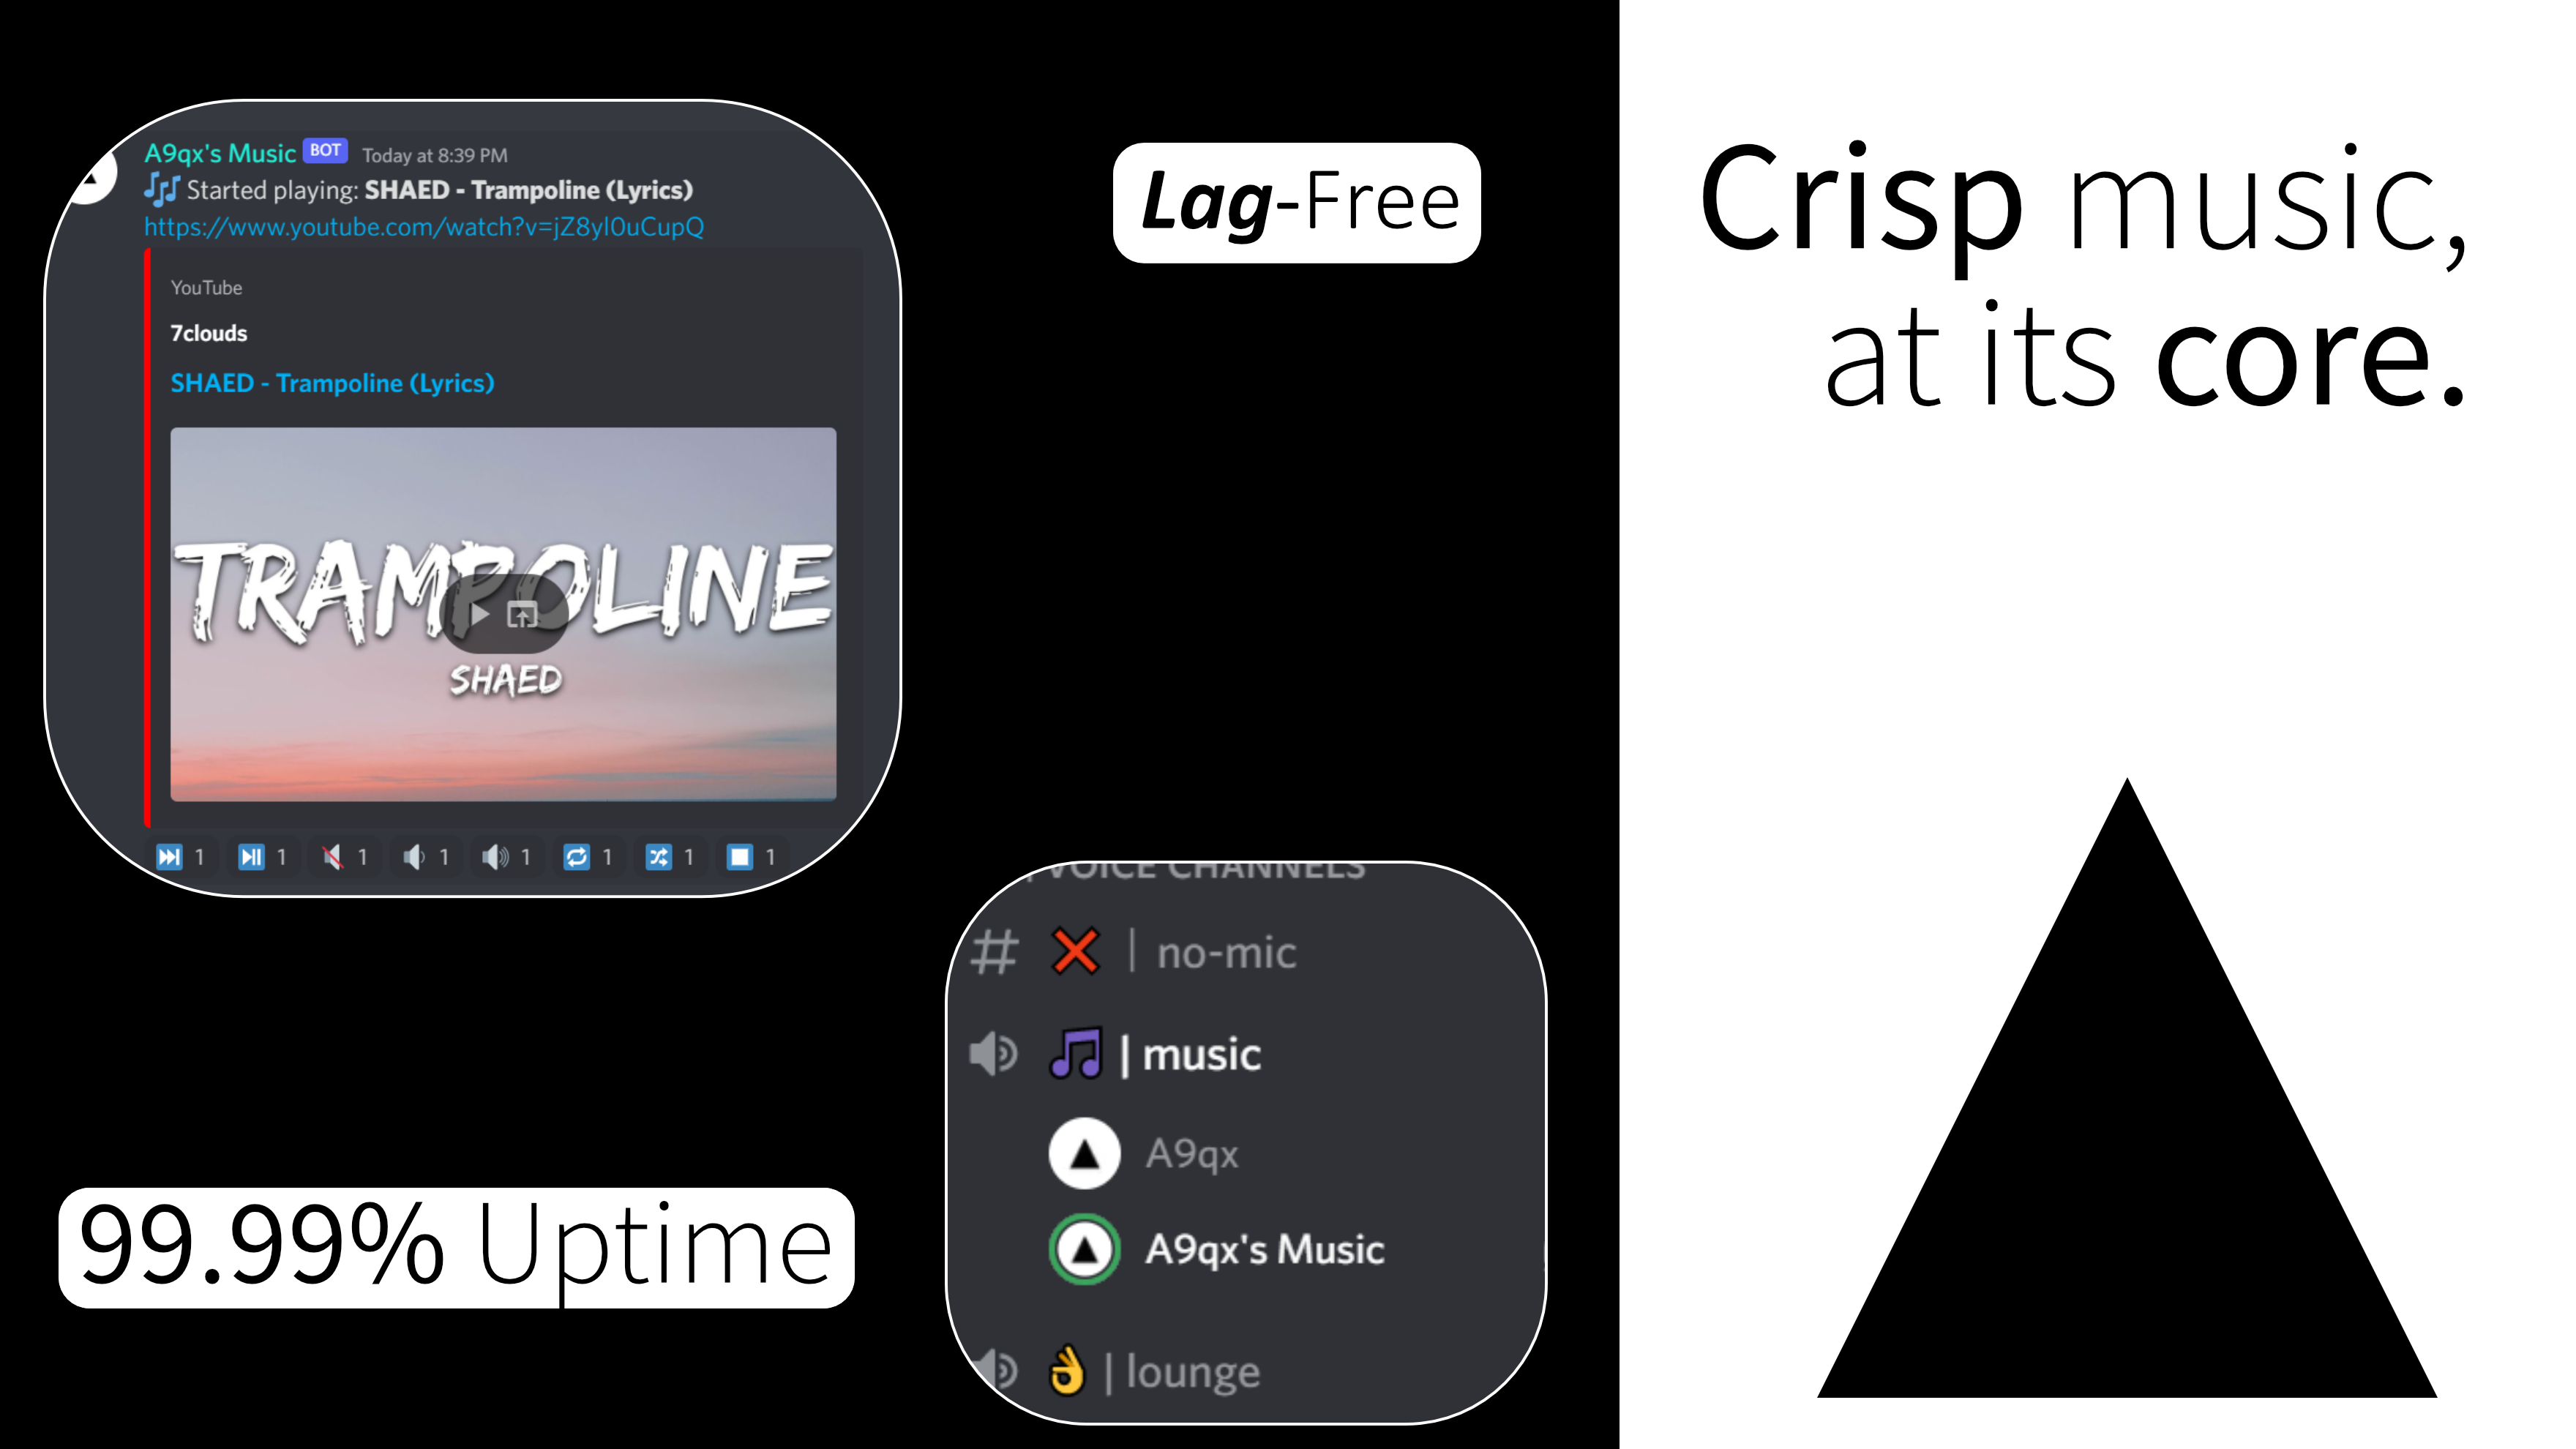 A9qx's Music BOT Today at 8:39 PM
Started playing: SHAED - Trampoline (Lyrics)
https://www.youtube.com/watch?v=jZ8yl0uCupQ
YouTube
7clouds
SHAED - Trampoline (Lyrics)
TRAMPOLINE
SHAED
1 1 1 1 1 1 1 1
Lag-Free
99.99% Uptime
VOICE CHANNELS
# | no-mic
| music
A9qx
A9qx's Music
| lounge
Crisp music,
at its core.